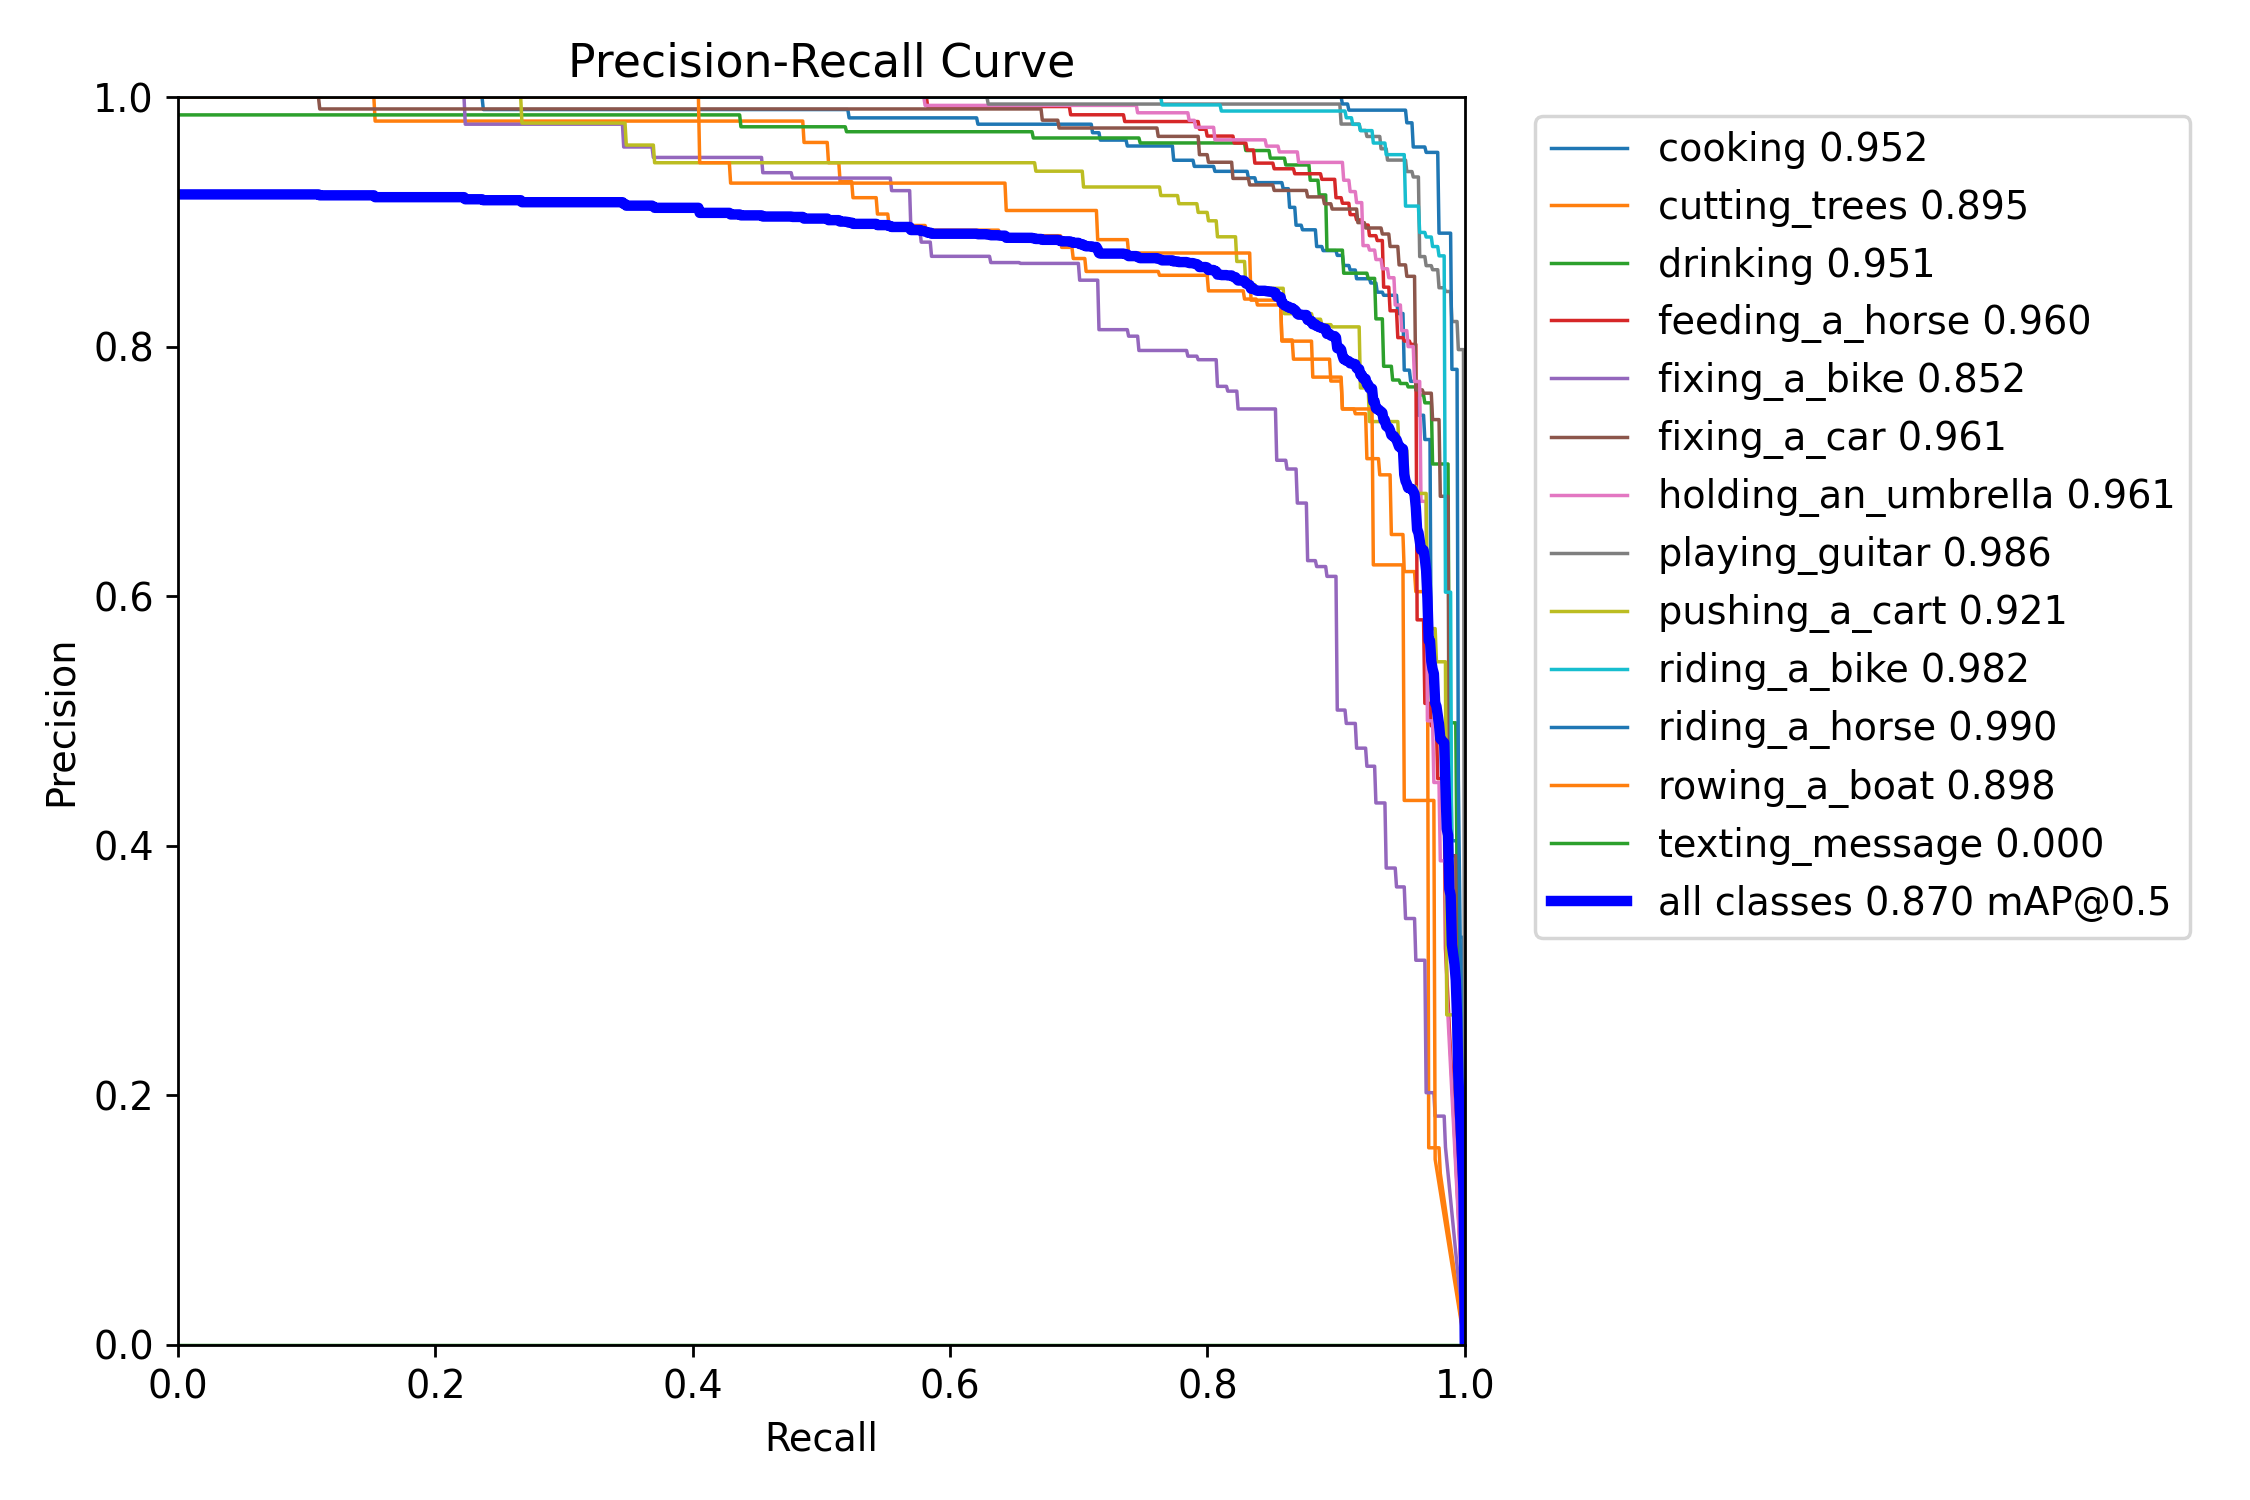 Precision-Recall Curve
1.0
0.8
0.6
0.4
0.2
0.0
Precision
0.0 0.2 0.4 0.6 0.8 1.0
Recall
cooking 0.952
cutting_trees 0.895
drinking 0.951
feeding_a_horse 0.960
fixing_a_bike 0.852
fixing_a_car 0.961
holding_an_umbrella 0.961
playing_guitar 0.986
pushing_a_cart 0.921
riding_a_bike 0.982
riding_a_horse 0.990
rowing_a_boat 0.898
texting_message 0.000
all classes 0.870 mAP@0.5